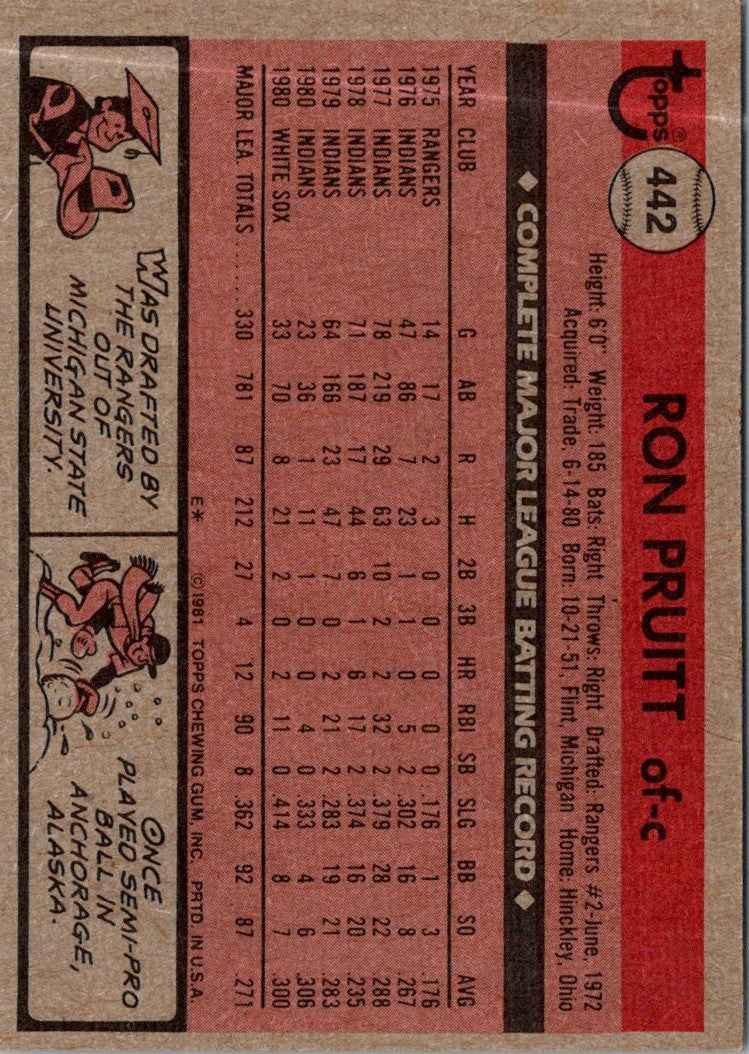 topps®
442
RON PRUITT of-c
Height: 6'0" Weight: 185 Bats: Right Throws: Right Drafted: Rangers #2-June, 1972
Acquired: Trade, 6-14-80 Born: 10-21-51, Flint, Michigan Home: Hinckley, Ohio
◆ COMPLETE MAJOR LEAGUE BATTING RECORD ◆
YEAR CLUB G AB R H 2B 3B HR RBI SB SLG BB SO AVG
1975 RANGERS 14 17 2 3 0 0 0 0 0 .176 1 3 .176
1976 INDIANS 47 86 7 23 1 1 0 5 2 .302 16 8 .267
1977 INDIANS 78 219 29 63 10 2 2 32 2 .379 28 22 .288
1978 INDIANS 71 187 17 44 6 1 6 17 2 .374 16 20 .235
1979 INDIANS 64 166 23 47 7 0 2 21 2 .283 19 21 .283
1980 INDIANS 23 36 1 11 1 0 0 4 0 .333 4 6 .306
1980 WHITE SOX 33 70 8 21 2 0 2 11 0 .414 8 7 .300
MAJOR LEA. TOTALS..... 330 781 87 212 27 4 12 90 8 .362 92 87 .271
E* © 1981 TOPPS CHEWING GUM, INC. PRTD. IN U.S.A.
WAS DRAFTED BY
THE RANGERS
OUT OF
MICHIGAN STATE
UNIVERSITY.
ONCE
PLAYED SEMI-PRO
BALL IN
ANCHORAGE,
ALASKA.